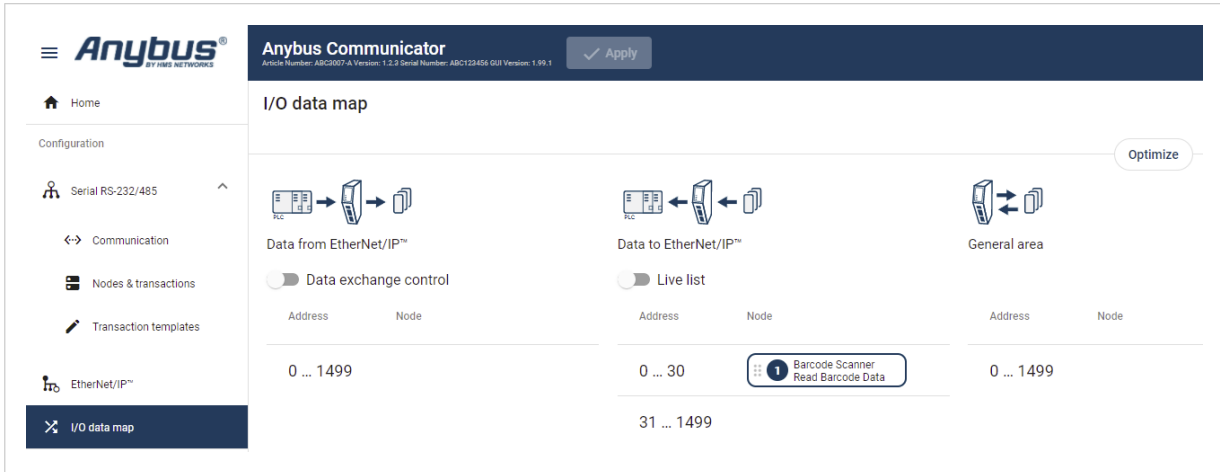 Anybus®
BY HMS NETWORKS
Anybus Communicator
Article Number: ABC3007-A Version: 1.2.3 Serial Number: ABC123456 GUI Version: 1.99.1
Apply
Home
Configuration
Serial RS-232/485
Communication
Nodes & transactions
Transaction templates
EtherNet/IP™
I/O data map
I/O data map
Optimize
PLC
Data from EtherNet/IP™
Data exchange control
Address Node
0 ... 1499
PLC
Data to EtherNet/IP™
Live list
Address Node
0 ... 30
1
Barcode Scanner
Read Barcode Data
31 ... 1499
General area
Address Node
0 ... 1499